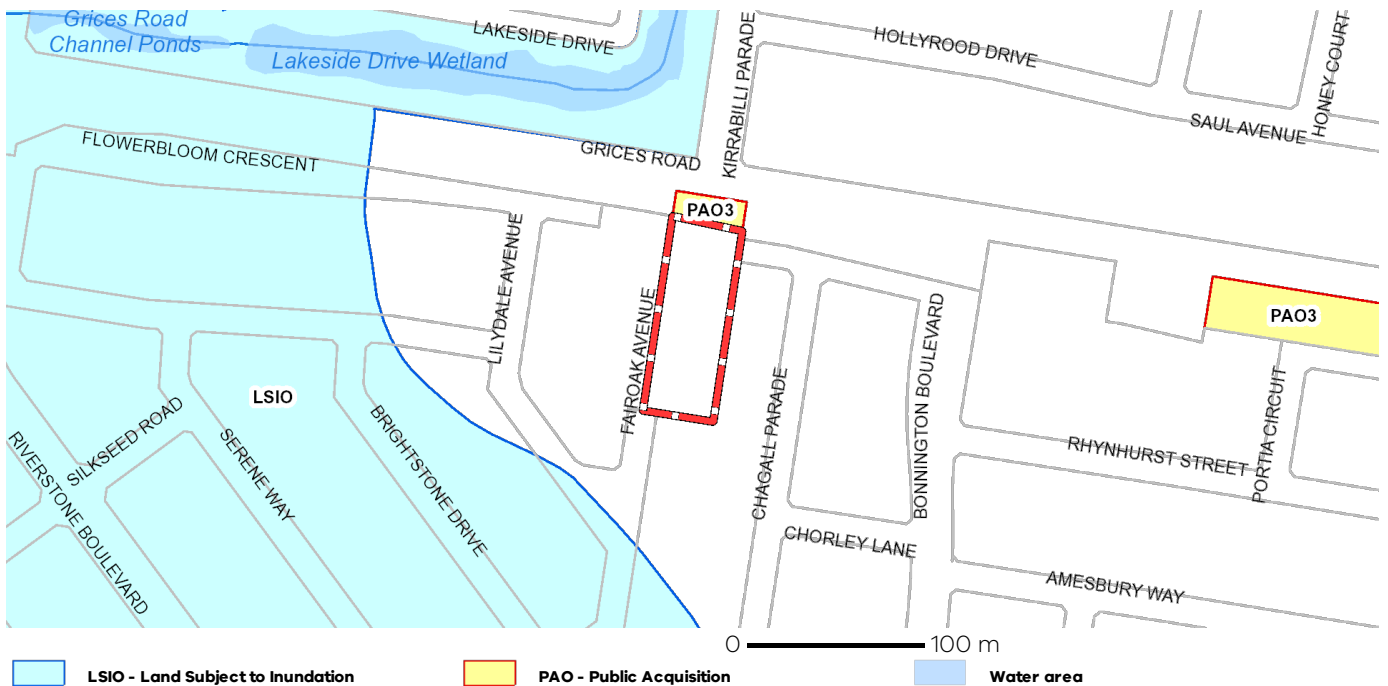 Grices Road
Channel Ponds
LAKESIDE DRIVE
Lakeside Drive Wetland
KIRRABILLI PARADE
HOLLYROOD DRIVE
HONEY COURT
SAUL AVENUE
FLOWERBLOOM CRESCENT
GRICES ROAD
PAO3
LILYDALE AVENUE
FAIROAK AVENUE
PAO3
BONNINGTON BOULEVARD
CHAGALL PARADE
PORTIA CIRCUIT
LSIO
SILKSEED ROAD
RIVERSTONE BOULEVARD
SERENE WAY
BRIGHTSTONE DRIVE
RHYNHURST STREET
CHORLEY LANE
AMESBURY WAY
0 100 m
LSIO - Land Subject to Inundation
PAO - Public Acquisition
Water area